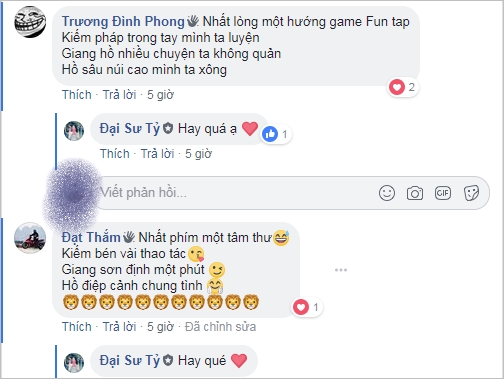 Trương Đình Phong Nhất lòng một hướng game Fun tap
Kiếm pháp trong tay mình ta luyện
Giang hồ nhiều chuyện ta không quản
Hồ sâu núi cao mình ta xông
Thích · Trả lời · 5 giờ
2
Đại Sư Tỷ Hay quá ạ ❤️
1
Thích · Trả lời · 5 giờ
Viết phản hồi...
GIF
Đạt Thắm Nhất phím một tâm thư😅
Kiếm bén vài thao tác😘
Giang sơn định một phút 😉
Hồ điệp cảnh chung tình 🤗
🦁🦁🦁🦁🦁🦁🦁🦁🦁🦁🦁🦁
1
Thích · Trả lời · 5 giờ · Đã chỉnh sửa
Đại Sư Tỷ Hay qué ❤️